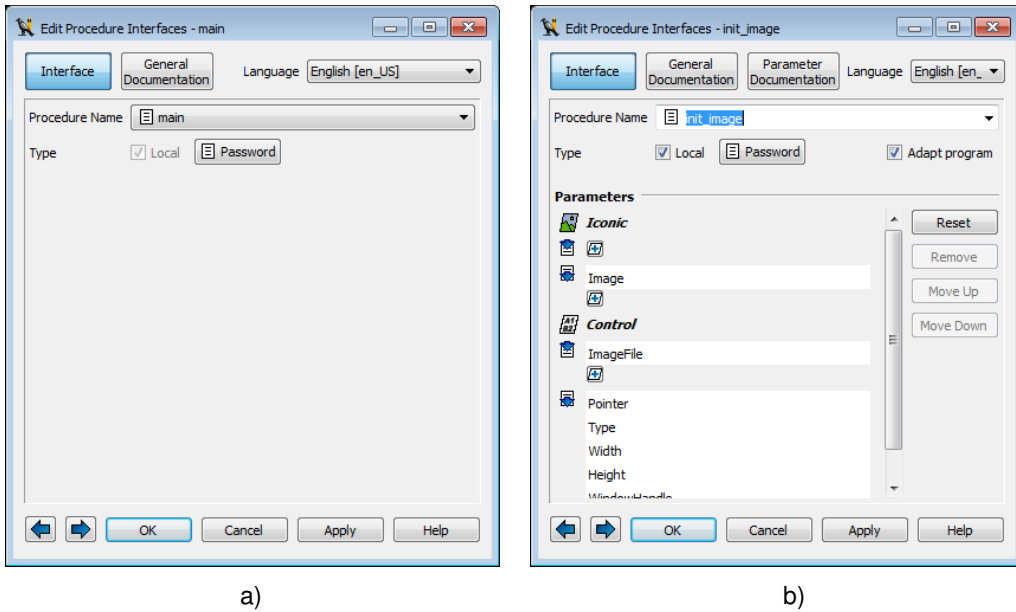 Edit Procedure Interfaces - main
Interface
General
Documentation
Language English [en_US]
Procedure Name main
Type Local Password
OK Cancel Apply Help
a)
Edit Procedure Interfaces - init_image
Interface
General
Documentation
Parameter
Documentation
Language English [en_
Procedure Name init_image
Type Local Password Adapt program
Parameters
Iconic
Reset
Remove
Image
Move Up
Control
Move Down
ImageFile
Pointer
Type
Width
Height
WindowHandle
OK Cancel Apply Help
b)